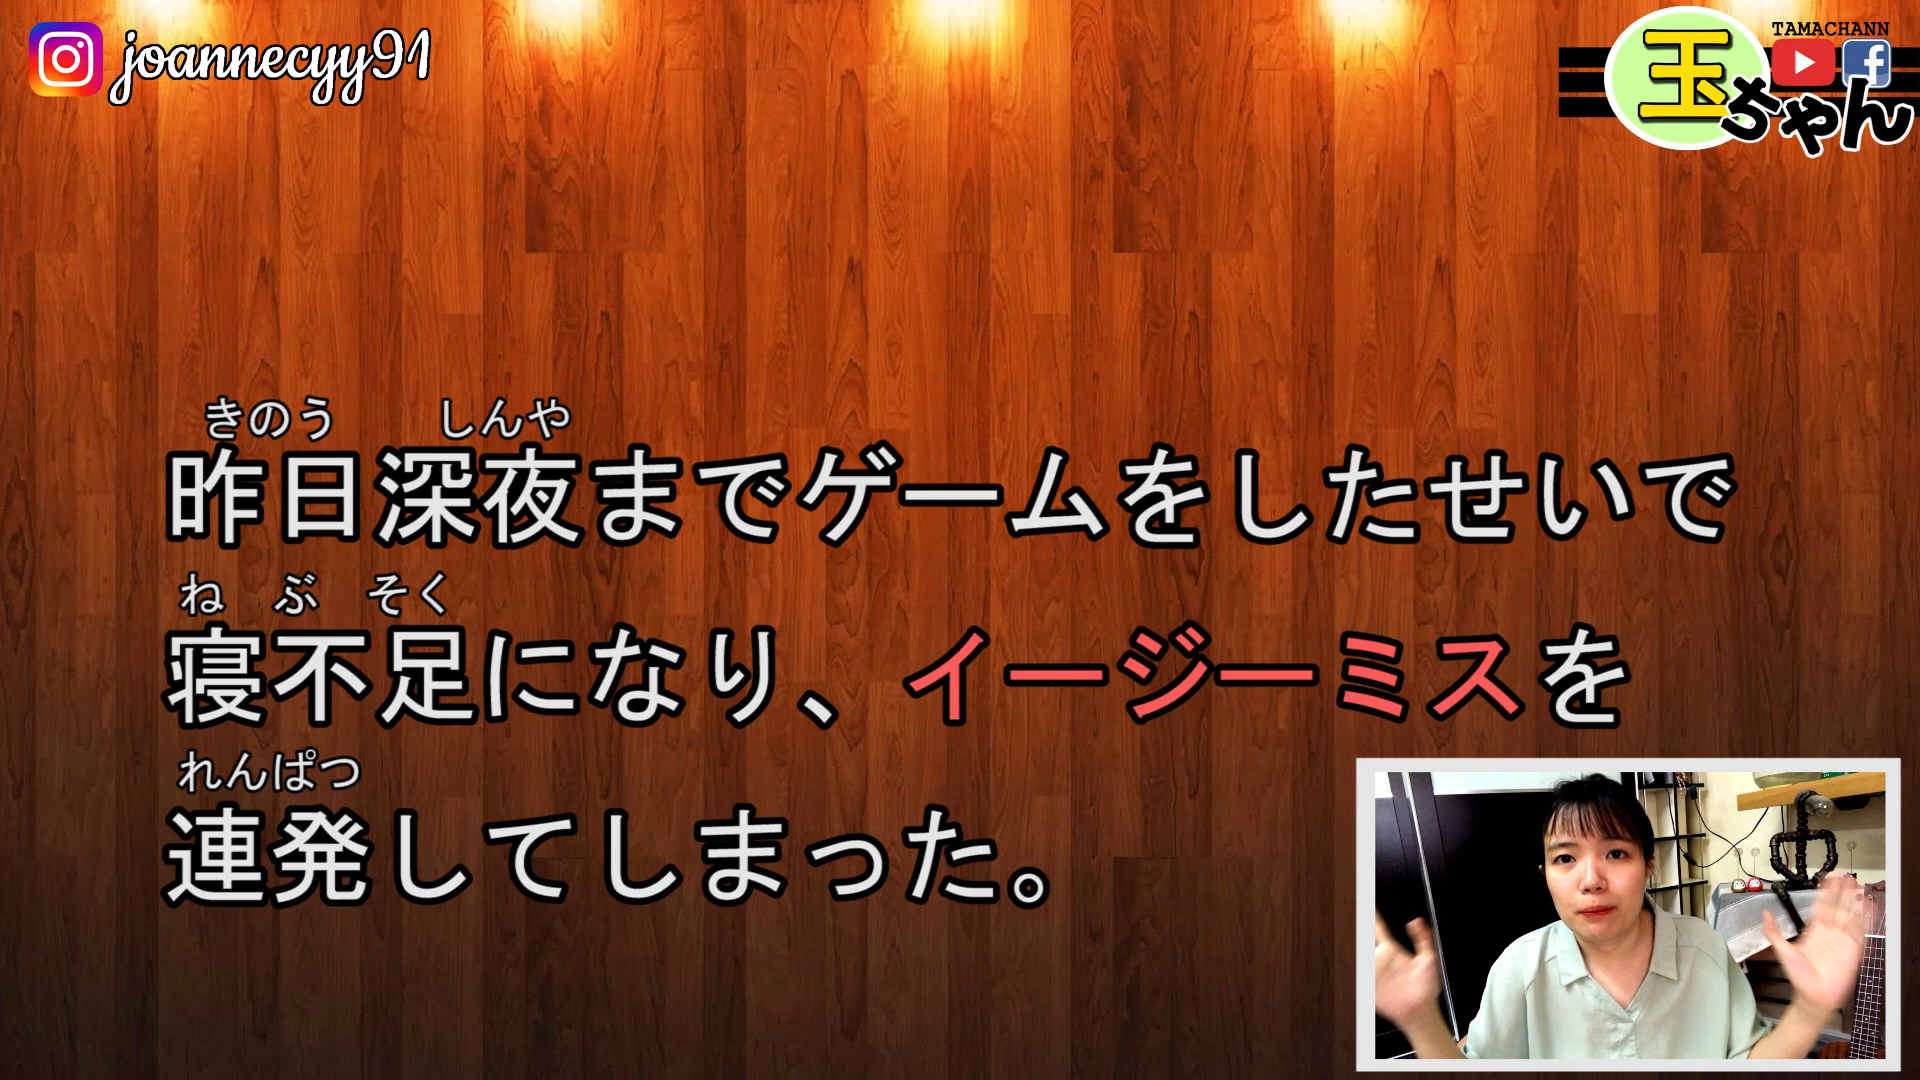 joannecyy91
TAMACHANN
玉ちゃん
きのう しんや
昨日深夜までゲームをしたせいで
ね ぶ そく
寝不足になり、イージーミスを
れんぱつ
連発してしまった。